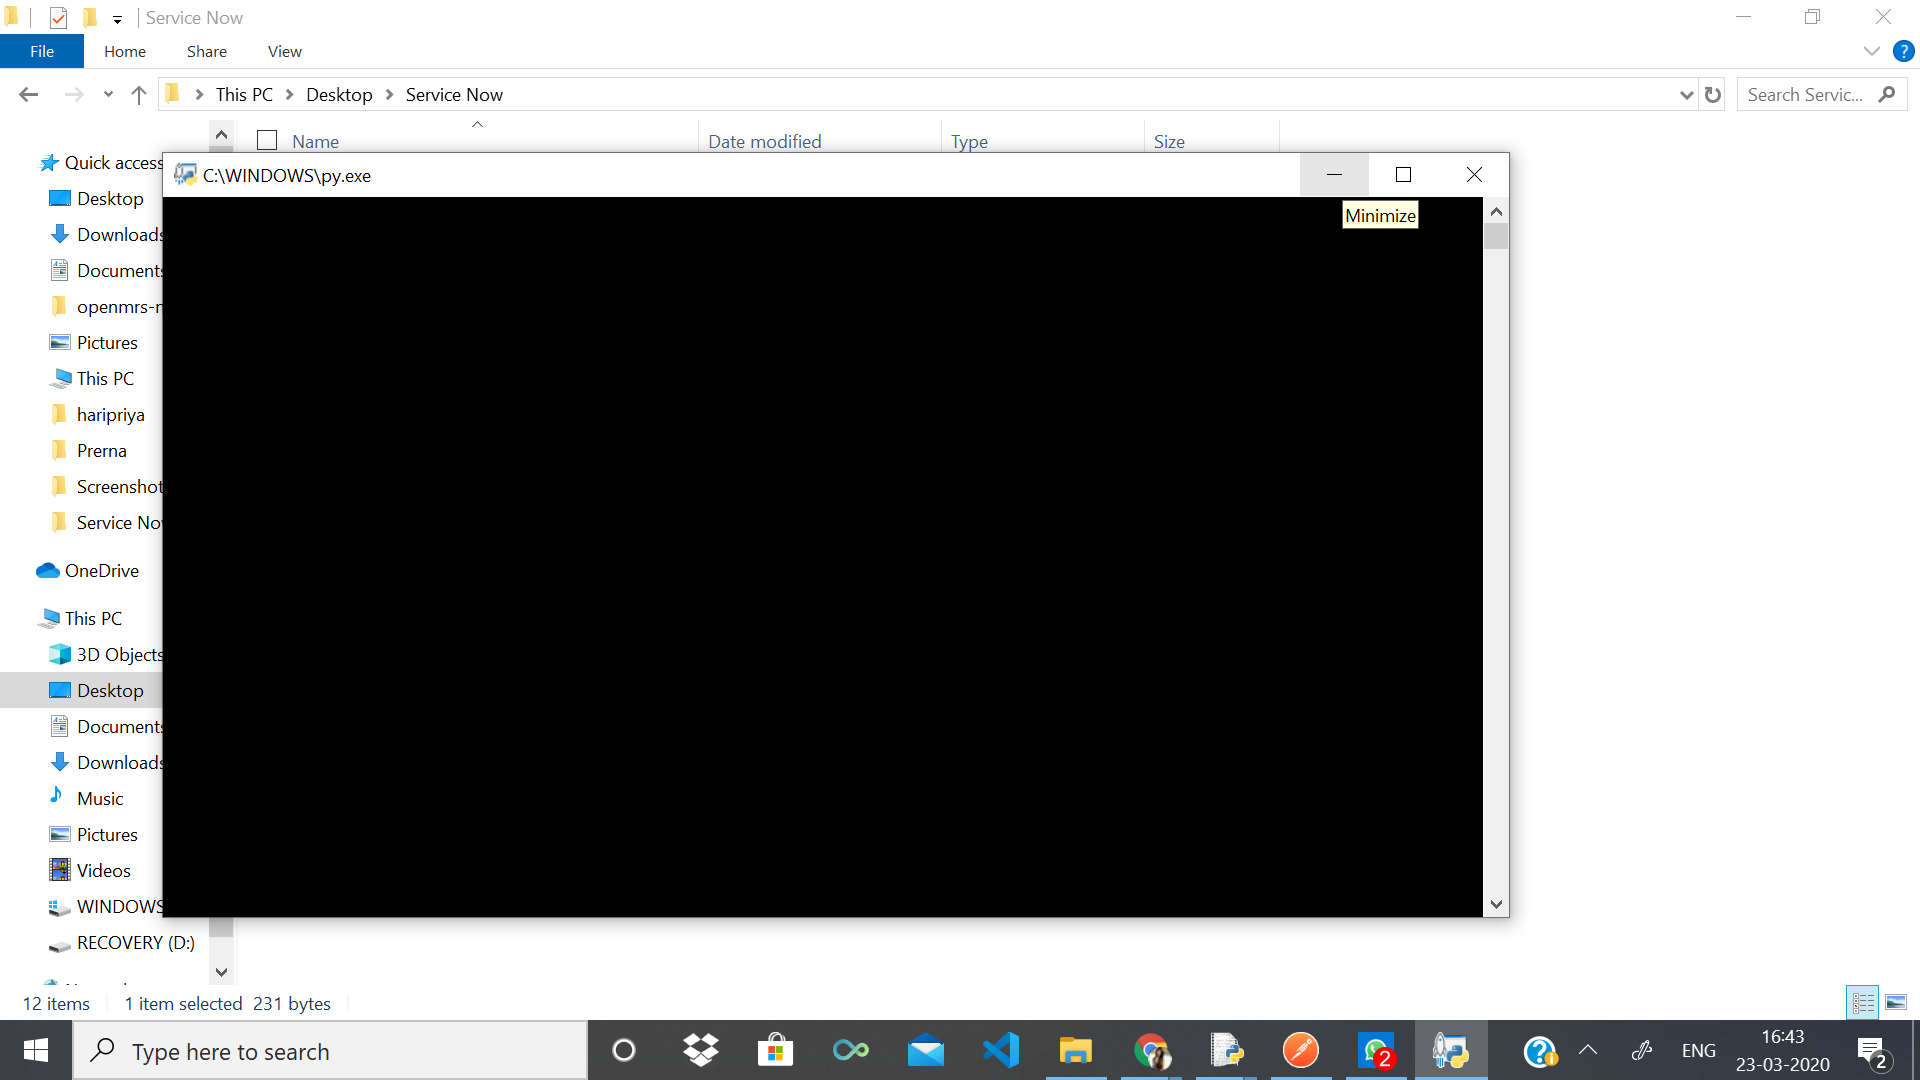 Service Now
File Home Share View
This PC Desktop Service Now
Search Servic...
Name Date modified Type Size
C:\WINDOWS\py.exe
Minimize
Quick access
Desktop
Downloads
Documents
openmrs-
Pictures
This PC
haripriya
Prerna
Screenshot
Service Now
OneDrive
This PC
3D Objects
Desktop
Documents
Downloads
Music
Pictures
Videos
WINDOWS
RECOVERY (D:)
12 items 1 item selected 231 bytes
Type here to search
2
ENG
16:43
23-03-2020
2